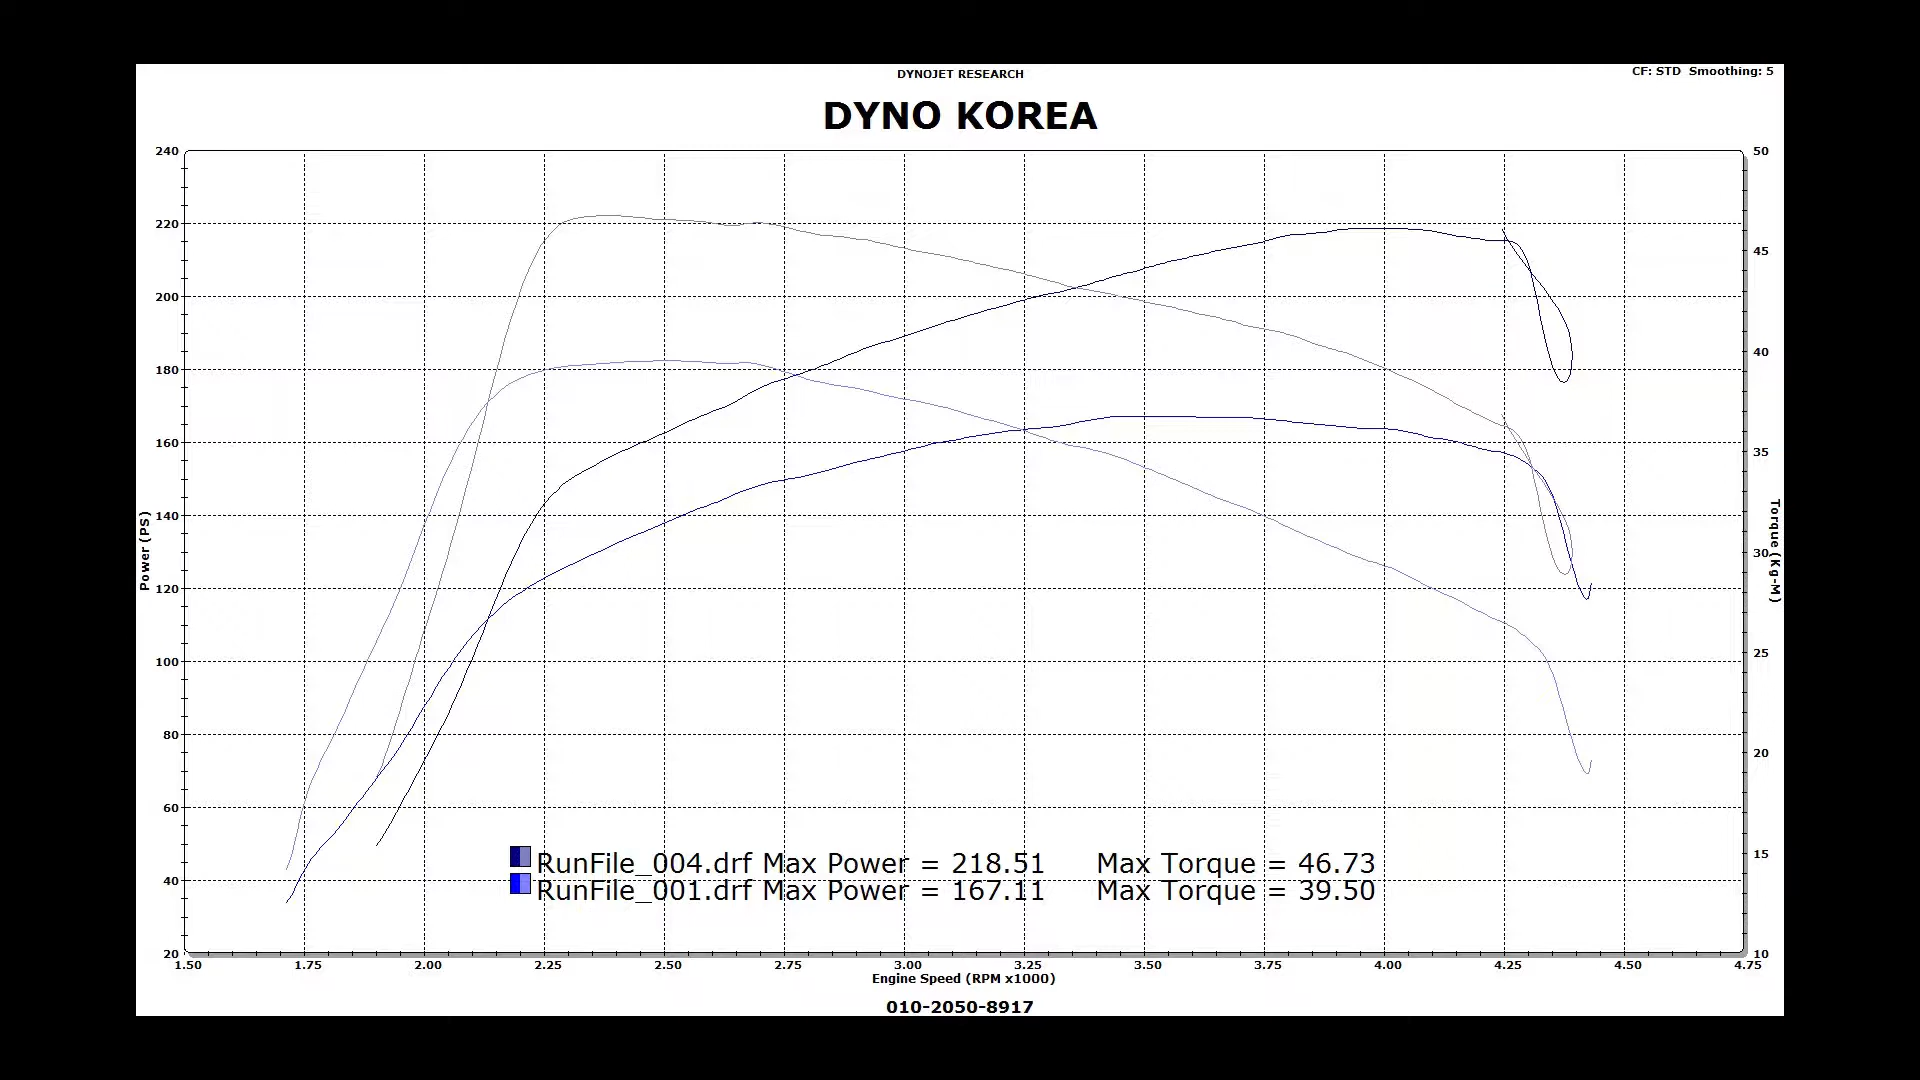 DYNOJET RESEARCH
CF: STD  Smoothing: 5
DYNO KOREA
240
220
200
180
160
140
120
100
80
60
40
20
Power (PS)
50
45
40
35
30
25
20
15
10
Torque (Kg-M)
RunFile_004.drf Max Power = 218.51     Max Torque = 46.73
RunFile_001.drf Max Power = 167.11     Max Torque = 39.50
1.50 1.75 2.00 2.25 2.50 2.75 3.00 3.25 3.50 3.75 4.00 4.25 4.50 4.75
Engine Speed (RPM x1000)
010-2050-8917